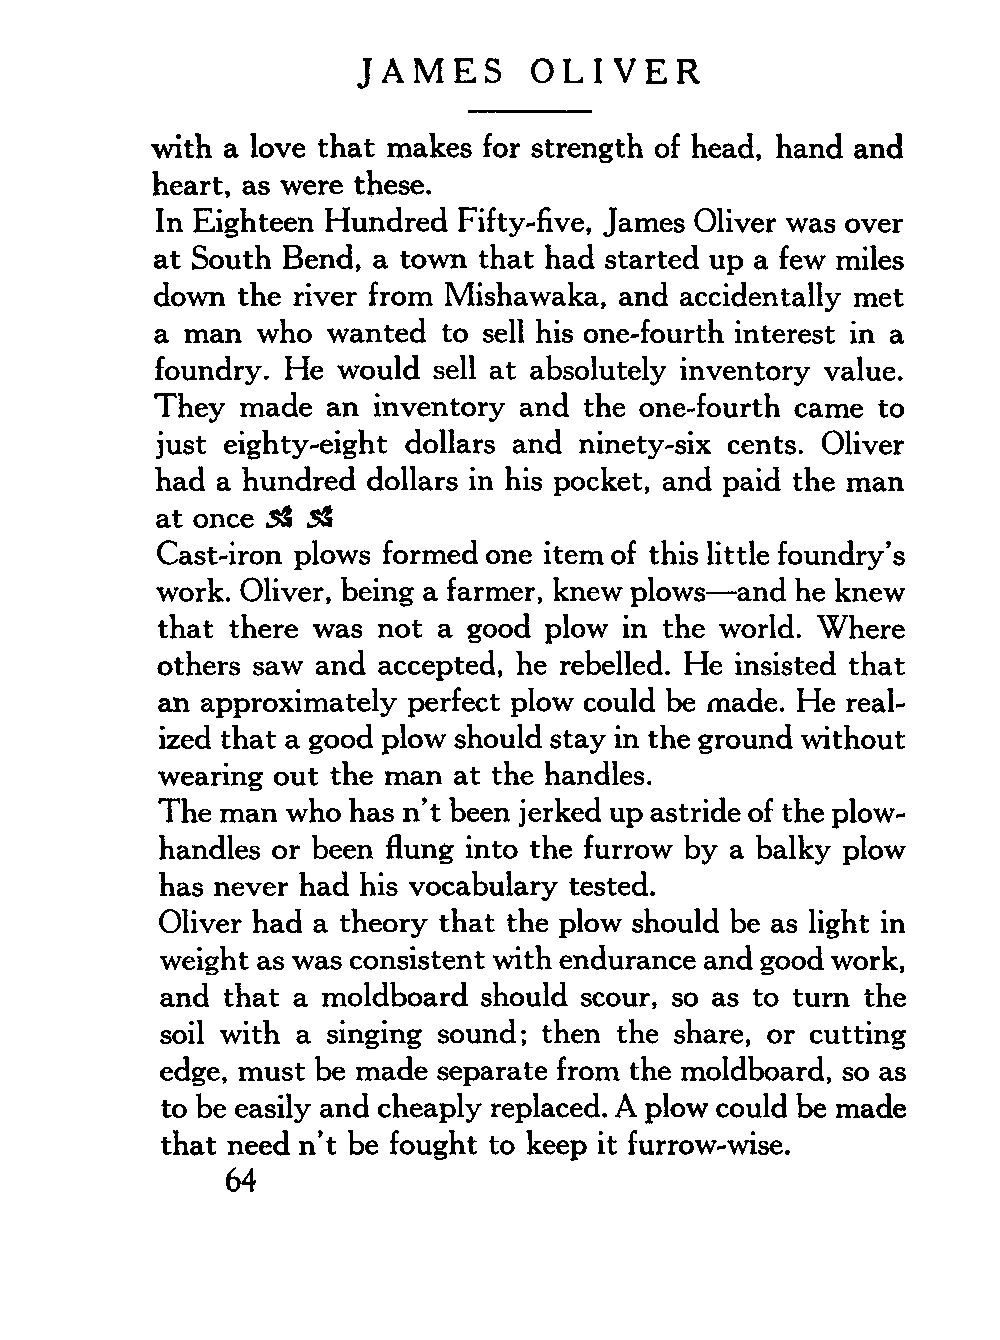 JAMES OLIVER
with a love that makes for strength of head, hand and
heart, as were these.
In Eighteen Hundred Fifty-five, James Oliver was over
at South Bend, a town that had started up a few miles
down the river from Mishawaka, and accidentally met
a man who wanted to sell his one-fourth interest in a
foundry. He would sell at absolutely inventory value.
They made an inventory and the one-fourth came to
just eighty-eight dollars and ninety-six cents. Oliver
had a hundred dollars in his pocket, and paid the man
at once
Cast-iron plows formed one item of this little foundry's
work. Oliver, being a farmer, knew plows—and he knew
that there was not a good plow in the world. Where
others saw and accepted, he rebelled. He insisted that
an approximately perfect plow could be made. He real-
ized that a good plow should stay in the ground without
wearing out the man at the handles.
The man who has n't been jerked up astride of the plow-
handles or been flung into the furrow by a balky plow
has never had his vocabulary tested.
Oliver had a theory that the plow should be as light in
weight as was consistent with endurance and good work,
and that a moldboard should scour, so as to turn the
soil with a singing sound; then the share, or cutting
edge, must be made separate from the moldboard, so as
to be easily and cheaply replaced. A plow could be made
that need n't be fought to keep it furrow-wise.
64